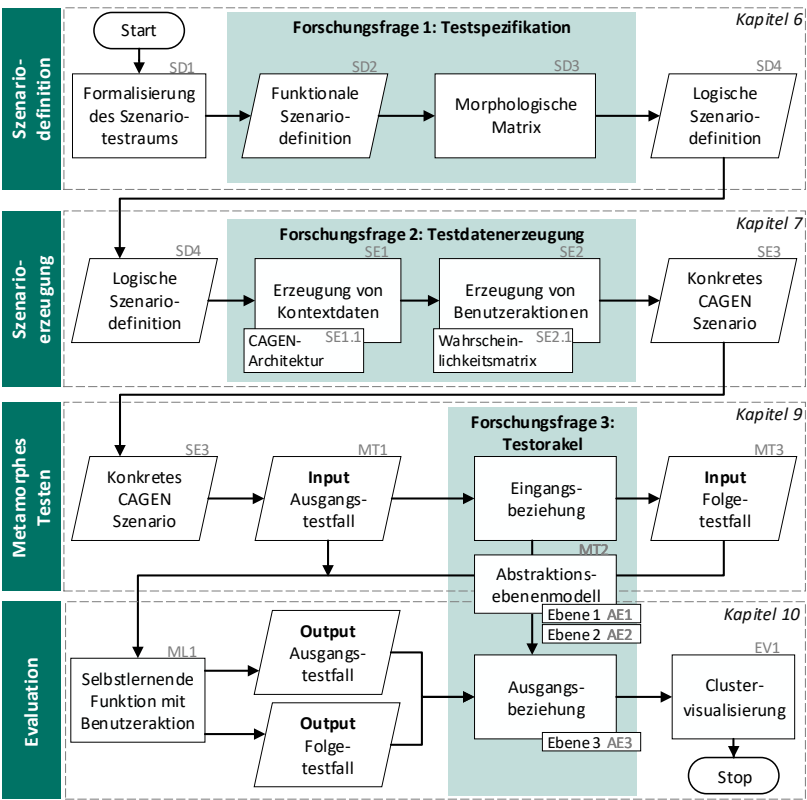 Szenario-
definition
Kapitel 6
Start
Forschungsfrage 1: Testspezifikation
SD1
Formalisierung
des Szenario-
testraums
SD2
Funktionale
Szenario-
definition
SD3
Morphologische
Matrix
SD4
Logische
Szenario-
definition
Szenario-
erzeugung
Kapitel 7
Forschungsfrage 2: Testdatenerzeugung
SD4
Logische
Szenario-
definition
SE1
Erzeugung von
Kontextdaten
CAGEN-
Architektur
SE1.1
SE2
Erzeugung von
Benutzeraktionen
Wahrschein-
lichkeitsmatrix
SE2.1
SE3
Konkretes
CAGEN
Szenario
Metamorphes
Testen
Kapitel 9
Forschungsfrage 3:
Testorakel
SE3
Konkretes
CAGEN
Szenario
MT1
Input
Ausgangs-
testfall
Eingangs-
beziehung
MT3
Input
Folge-
testfall
MT2
Abstraktions-
ebenenmodell
Ebene 1 AE1
Ebene 2 AE2
Evaluation
Kapitel 10
ML1
Selbstlernende
Funktion mit
Benutzeraktion
Output
Ausgangs-
testfall
Output
Folge-
testfall
Ausgangs-
beziehung
Ebene 3 AE3
EV1
Cluster-
visualisierung
Stop